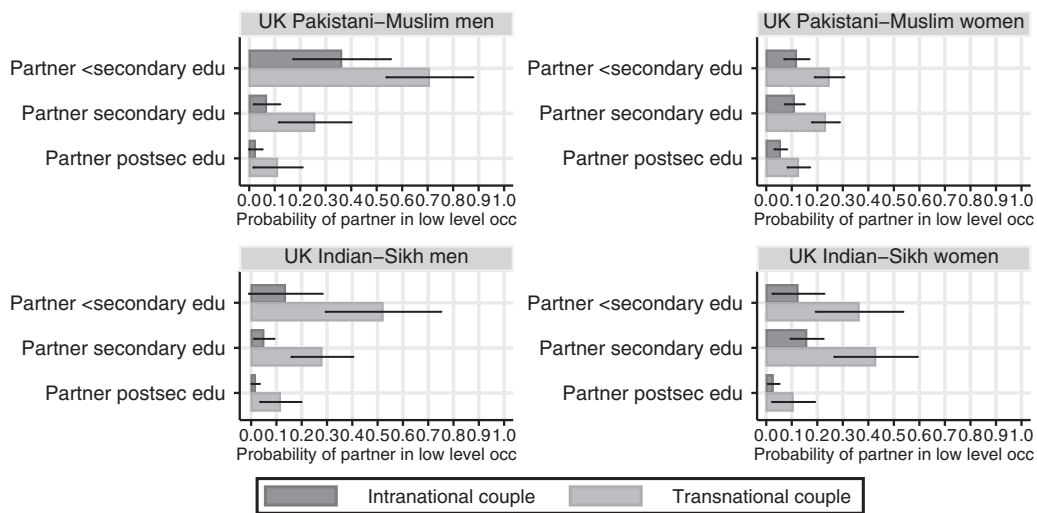 UK Pakistani−Muslim men
Partner <secondary edu
Partner secondary edu
Partner postsec edu
0.00.10.20.30.40.50.60.70.80.91.0
Probability of partner in low level occ
UK Pakistani−Muslim women
Partner <secondary edu
Partner secondary edu
Partner postsec edu
0.00.10.20.30.40.50.60.70.80.91.0
Probability of partner in low level occ
UK Indian−Sikh men
Partner <secondary edu
Partner secondary edu
Partner postsec edu
0.00.10.20.30.40.50.60.70.80.91.0
Probability of partner in low level occ
UK Indian−Sikh women
Partner <secondary edu
Partner secondary edu
Partner postsec edu
0.00.10.20.30.40.50.60.70.80.91.0
Probability of partner in low level occ
Intranational couple
Transnational couple